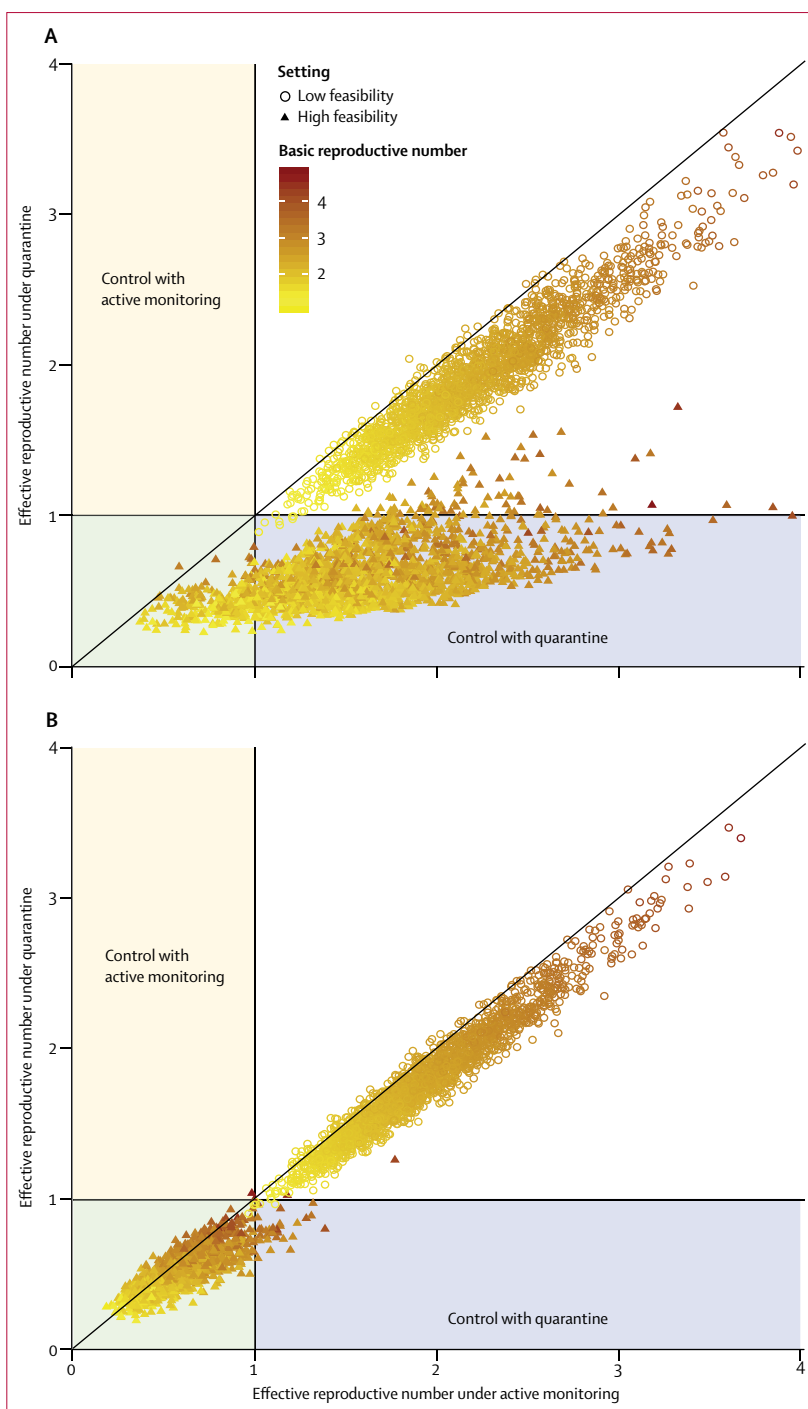 A
4
3
2
1
0
Effective reproductive number under quarantine
Setting
Low feasibility
High feasibility
Basic reproductive number
4
3
2
Control with
active monitoring
Control with quarantine
B
4
3
2
1
0
Effective reproductive number under quarantine
Control with
active monitoring
Control with quarantine
0
1
2
3
4
Effective reproductive number under active monitoring